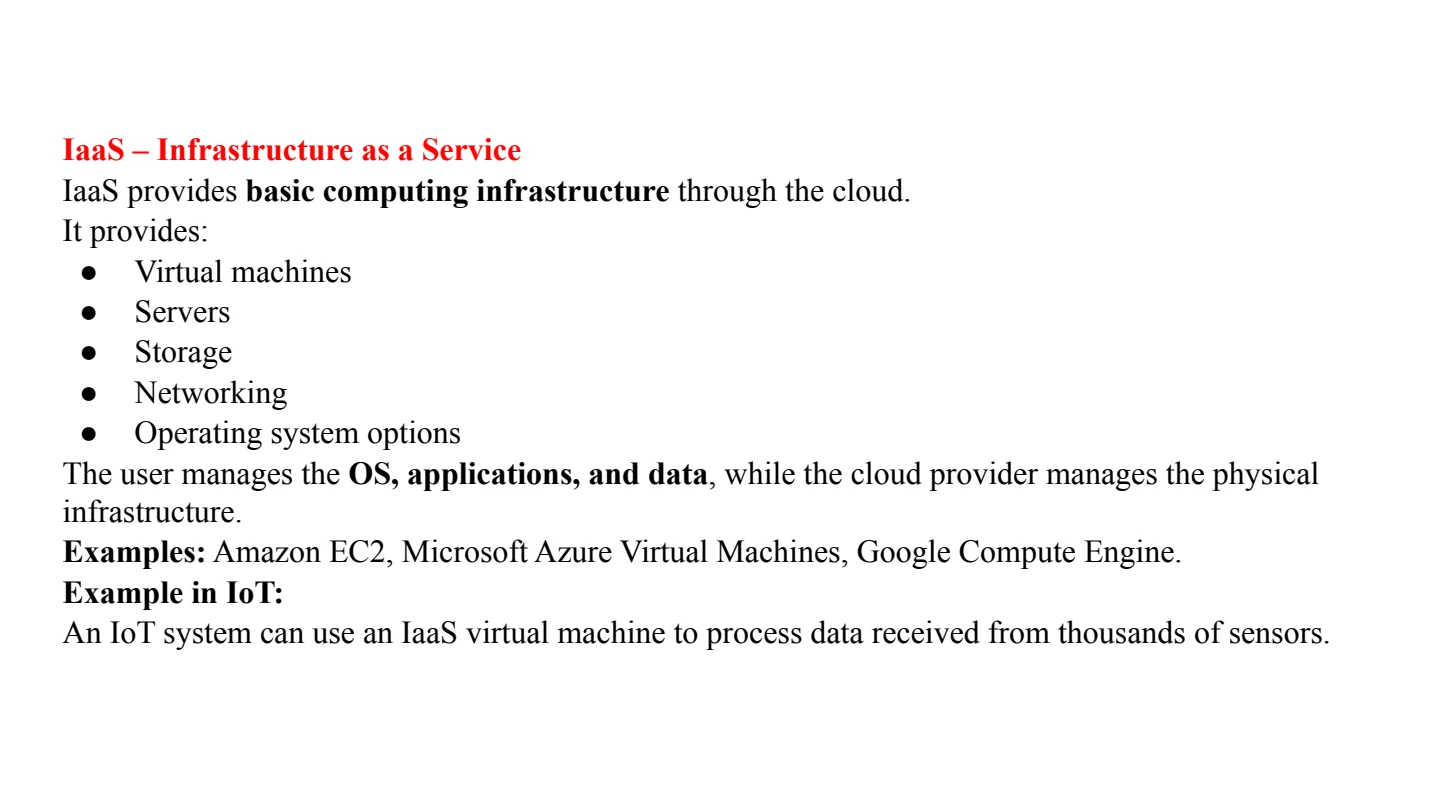 IaaS – Infrastructure as a Service
IaaS provides basic computing infrastructure through the cloud.
It provides:
● Virtual machines
● Servers
● Storage
● Networking
● Operating system options
The user manages the OS, applications, and data, while the cloud provider manages the physical
infrastructure.
Examples: Amazon EC2, Microsoft Azure Virtual Machines, Google Compute Engine.
Example in IoT:
An IoT system can use an IaaS virtual machine to process data received from thousands of sensors.